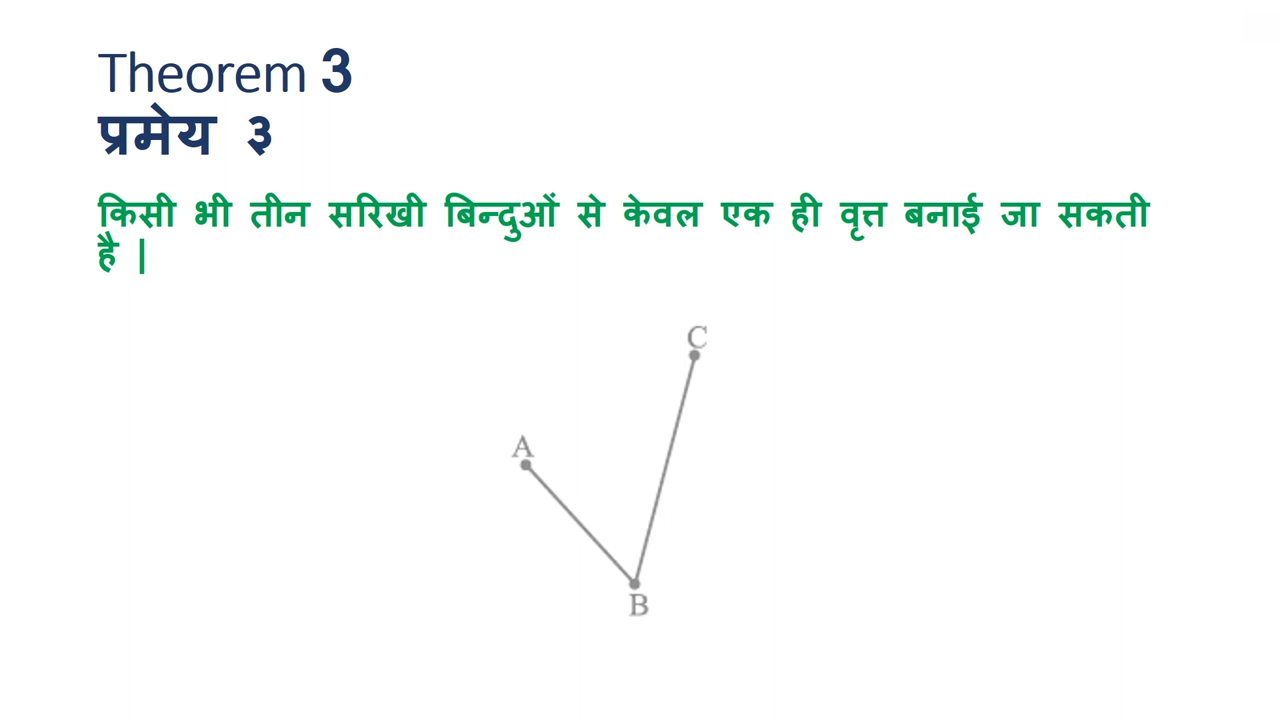 Theorem 3
प्रमेय ३
किसी भी तीन सरिखी बिन्दुओं से केवल एक ही वृत्त बनाई जा सकती
है |
C
A
B